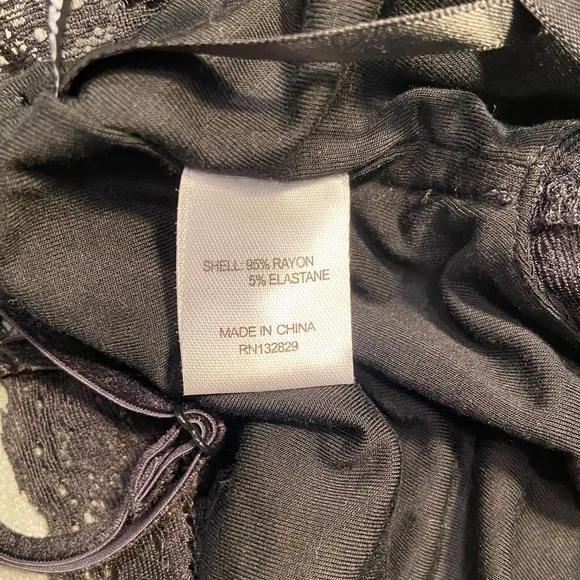 SHELL: 95% RAYON
5% ELASTANE
MADE IN CHINA
RN132829